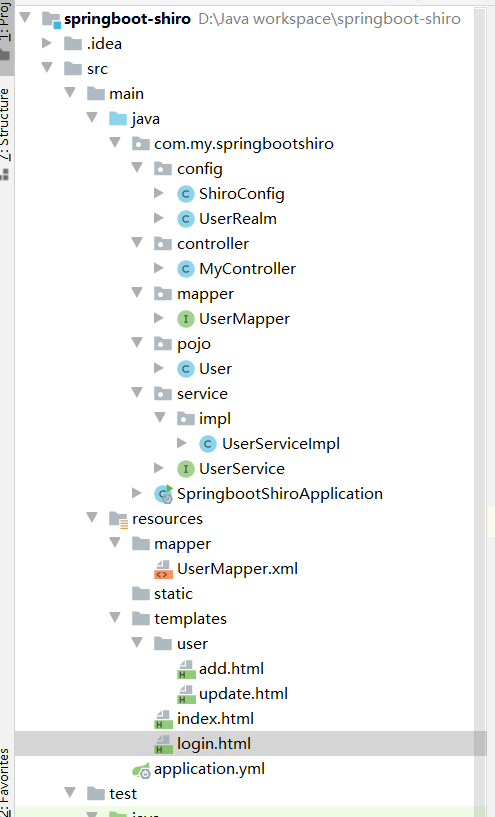 1: Proj
7: Structure
2: Favorites
springboot-shiro D:\Java workspace\springboot-shiro
.idea
src
main
java
com.my.springbootshiro
config
ShiroConfig
UserRealm
controller
MyController
mapper
UserMapper
pojo
User
service
impl
UserServiceImpl
UserService
SpringbootShiroApplication
resources
mapper
UserMapper.xml
static
templates
user
add.html
update.html
index.html
login.html
application.yml
test
java